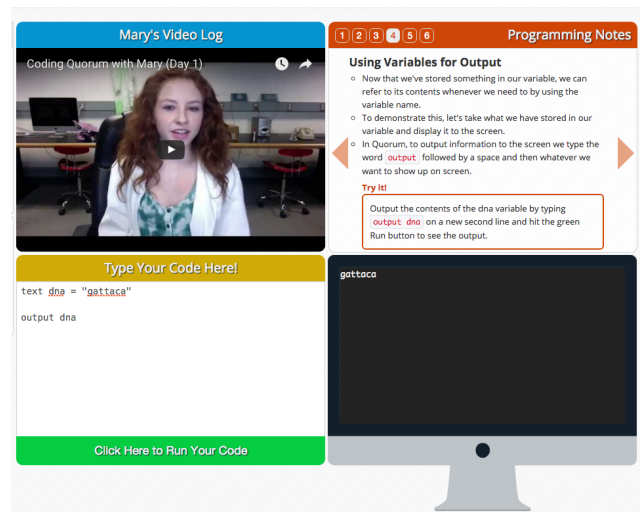 Mary's Video Log
Coding Quorum with Mary (Day 1)
1 2 3 4 5 6
Programming Notes
Using Variables for Output
Now that we've stored something in our variable, we can
refer to its contents whenever we need to by using the
variable name.
To demonstrate this, let's take what we have stored in our
variable and display it to the screen.
In Quorum, to output information to the screen we type the
word output followed by a space and then whatever we
want to show up on screen.
Try it!
Output the contents of the dna variable by typing
output dna on a new second line and hit the green
Run button to see the output.
Type Your Code Here!
text dna = "gattaca"
output dna
Click Here to Run Your Code
gattaca